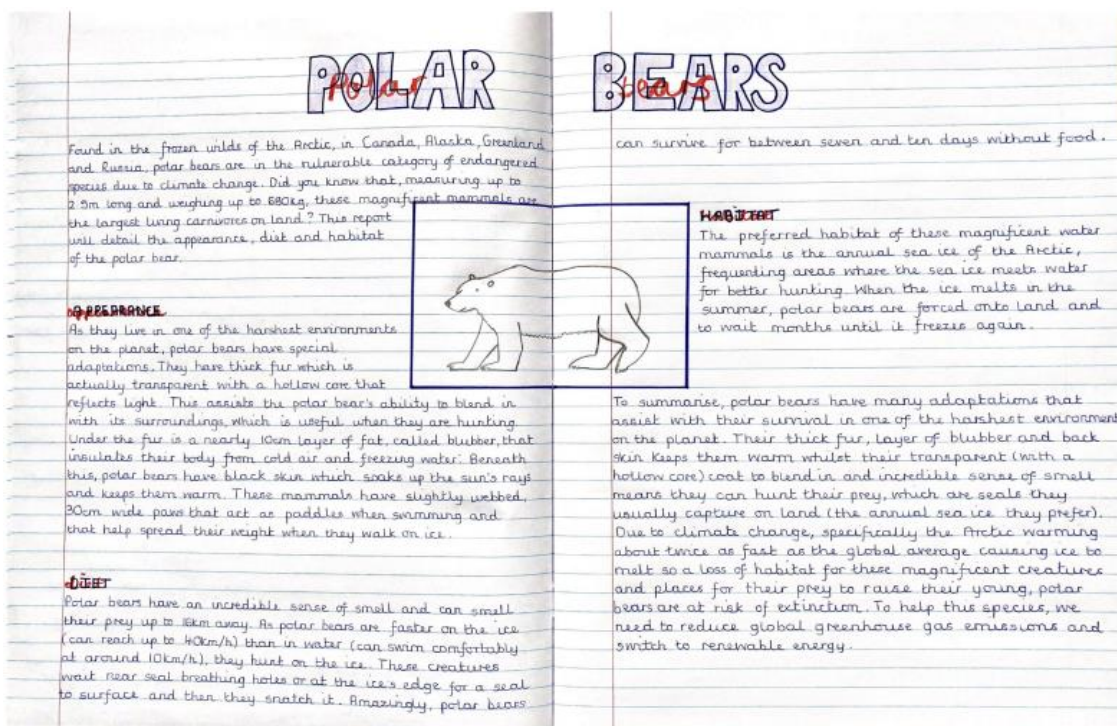 POLAR BEARS
Polar bears
Found in the frozen wilds of the Arctic, in Canada, Alaska, Greenland
and Russia, polar bears are in the vulnerable category of endangered
species due to climate change. Did you know that, measuring up to
2.9m long and weighing up to 680kg, these magnificent mammals are
the largest living carnivores on land? This report
will detail the appearance, diet and habitat
of the polar bear.
APPEARANCE
As they live in one of the harshest environments
on the planet, polar bears have special
adaptations. They have thick fur which is
actually transparent with a hollow core that
reflects light. This assists the polar bear's ability to blend in
with its surroundings, which is useful when they are hunting.
Under the fur is a nearly 10cm layer of fat, called blubber, that
insulates their body from cold air and freezing water. Beneath
this, polar bears have black skin which soaks up the sun's rays
and keeps them warm. These mammals have slightly webbed,
30cm wide paws that act as paddles when swimming and
that help spread their weight when they walk on ice.
DIET
Polar bears have an incredible sense of smell and can smell
their prey up to 16km away. As polar bears are faster on the ice
(can reach up to 40km/h) than in water (can swim comfortably
at around 10km/h), they hunt on the ice. These creatures
wait near seal breathing holes or at the ice's edge for a seal
to surface and then they snatch it. Amazingly, polar bears
can survive for between seven and ten days without food.
HABITAT
The preferred habitat of these magnificent water
mammals is the annual sea ice of the Arctic,
frequenting areas where the sea ice meets water
for better hunting. When the ice melts in the
summer, polar bears are forced onto land and
to wait months until it freezes again.
To summarise, polar bears have many adaptations that
assist with their survival in one of the harshest environment
on the planet. Their thick fur, layer of blubber and back
skin keeps them warm whilst their transparent (with a
hollow core) coat to blend in and incredible sense of smell
means they can hunt their prey, which are seals they
usually capture on land (the annual sea ice they prefer).
Due to climate change, specifically the Arctic warming
about twice as fast as the global average causing ice to
melt so a loss of habitat for these magnificent creatures
and places for their prey to raise their young, polar
bears are at risk of extinction. To help this species, we
need to reduce global greenhouse gas emissions and
switch to renewable energy.